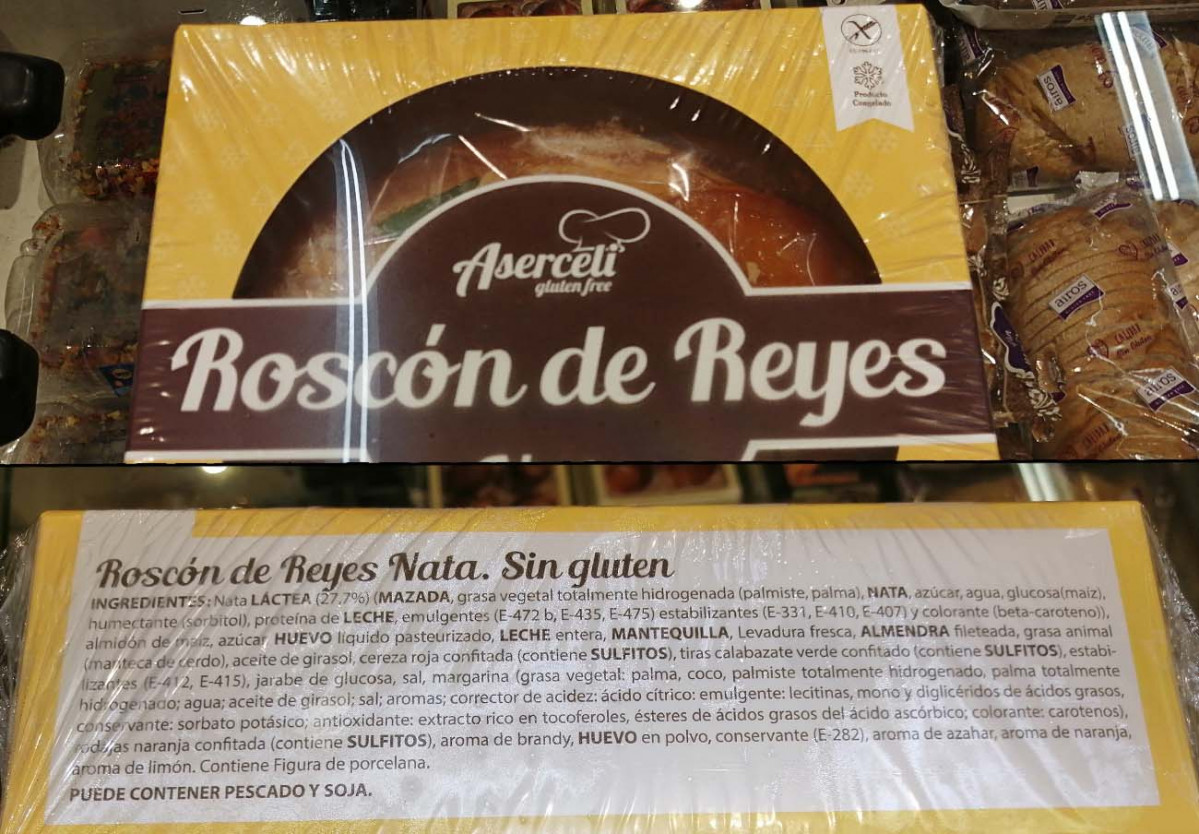 Producto
Congelado
Aserceli
gluten free
Roscón de Reyes
airos
airos
airos
Roscón de Reyes Nata. Sin gluten
INGREDIENTES: Nata LÁCTEA (27,7%) (MAZADA, grasa vegetal totalmente hidrogenada (palmiste, palma), NATA, azúcar, agua, glucosa(maíz),
humectante (sorbitol), proteína de LECHE, emulgentes (E-472 b, E-435, E-475) estabilizantes (E-331, E-410, E-407) y colorante (beta-caroteno)),
almidón de maíz, azúcar, HUEVO líquido pasteurizado, LECHE entera, MANTEQUILLA, Levadura fresca, ALMENDRA fileteada, grasa animal
(manteca de cerdo), aceite de girasol, cereza roja confitada (contiene SULFITOS), tiras calabazate verde confitado (contiene SULFITOS), estabi-
lizantes (E-412, E-415), jarabe de glucosa, sal, margarina (grasa vegetal: palma, coco, palmiste totalmente hidrogenado, palma totalmente
hidrogenado; agua; aceite de girasol; sal; aromas; corrector de acidez: ácido cítrico: emulgente: lecitinas, mono y diglicéridos de ácidos grasos,
conservante: sorbato potásico; antioxidante: extracto rico en tocoferoles, ésteres de ácidos grasos del ácido ascórbico; colorante: carotenos),
rodajas naranja confitada (contiene SULFITOS), aroma de brandy, HUEVO en polvo, conservante (E-282), aroma de azahar, aroma de naranja,
aroma de limón. Contiene Figura de porcelana.
PUEDE CONTENER PESCADO Y SOJA.